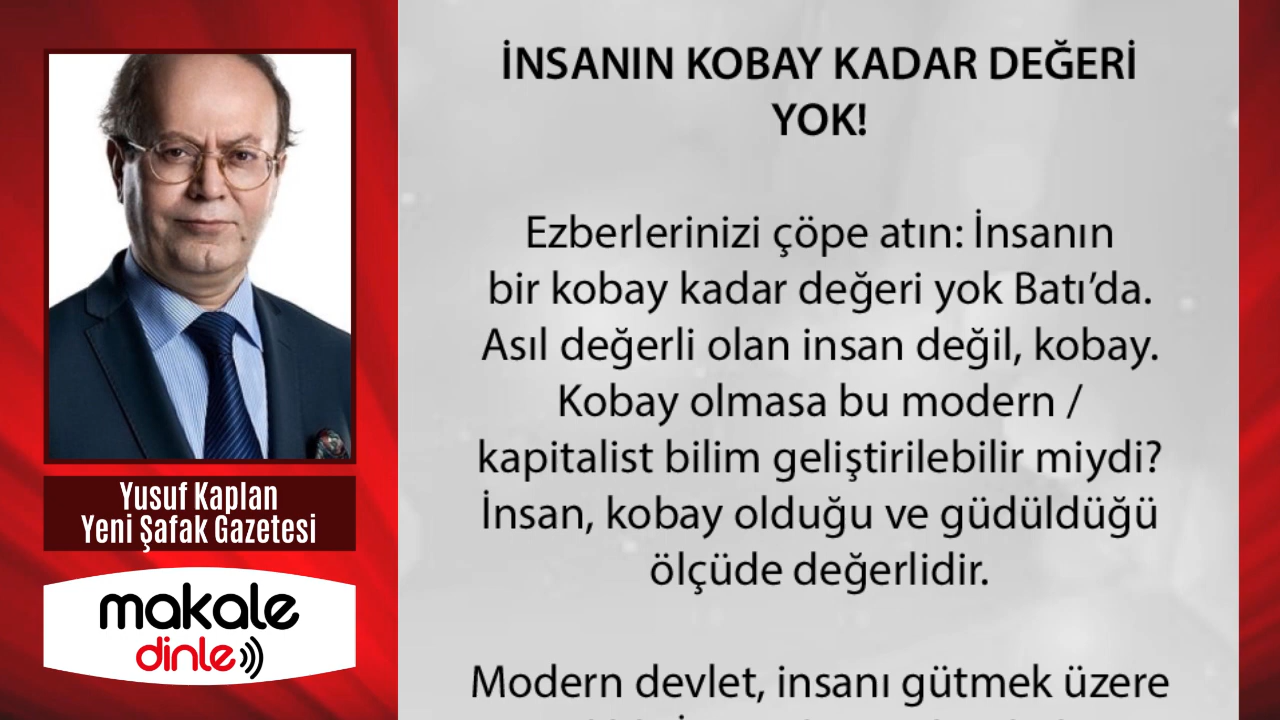 İNSANIN KOBAY KADAR DEĞERİ
YOK!
Ezberlerinizi çöpe atın: İnsanın
bir kobay kadar değeri yok Batı’da.
Asıl değerli olan insan değil, kobay.
Kobay olmasa bu modern /
kapitalist bilim geliştirilebilir miydi?
İnsan, kobay olduğu ve güdüldüğü
ölçüde değerlidir.
Modern devlet, insanı gütmek üzere
Yusuf Kaplan
Yeni Şafak Gazetesi
makale
dinle